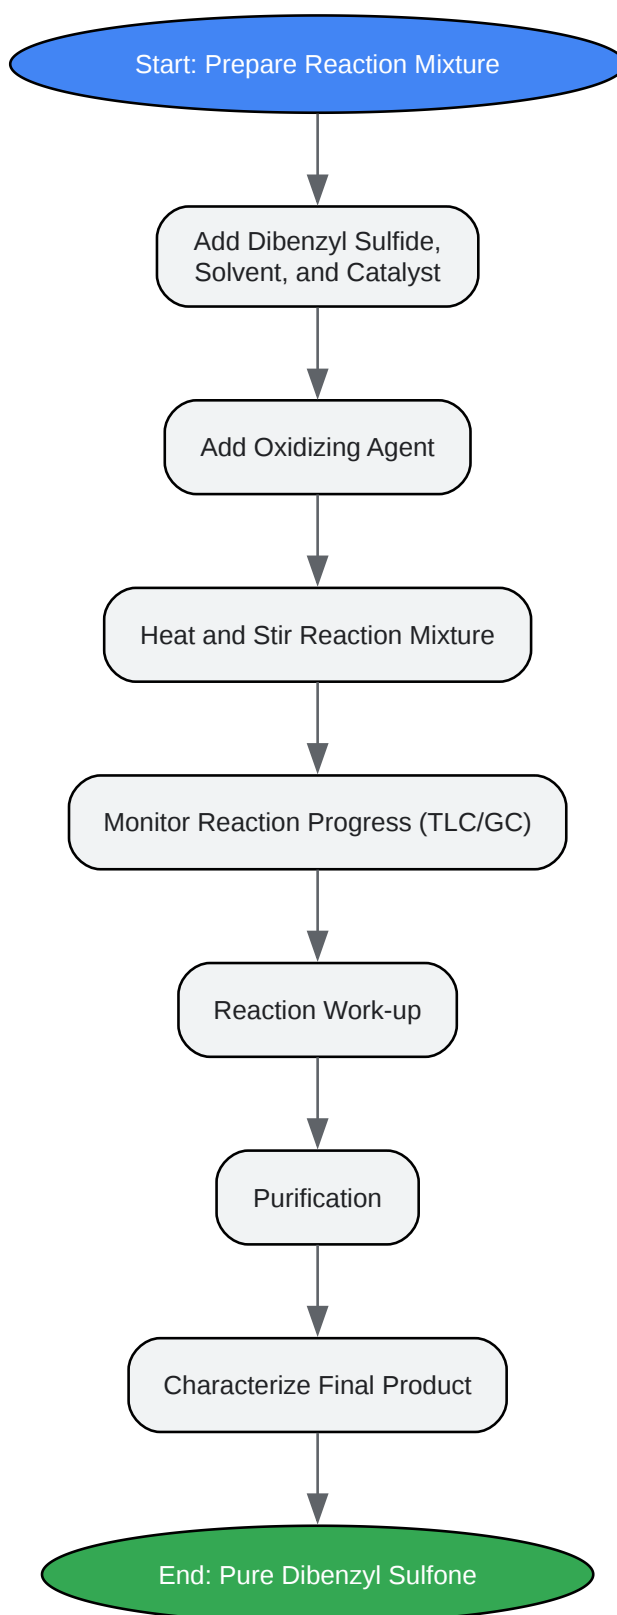 Start: Prepare Reaction Mixture
Add Dibenzyl Sulfide,
Solvent, and Catalyst
Add Oxidizing Agent
Heat and Stir Reaction Mixture
Monitor Reaction Progress (TLC/GC)
Reaction Work-up
Purification
Characterize Final Product
End: Pure Dibenzyl Sulfone